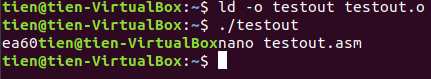 tien@tien-VirtualBox:~$ ld -o testout testout.o
tien@tien-VirtualBox:~$ ./testout
ea60tien@tien-VirtualBoxnano testout.asm
tien@tien-VirtualBox:~$